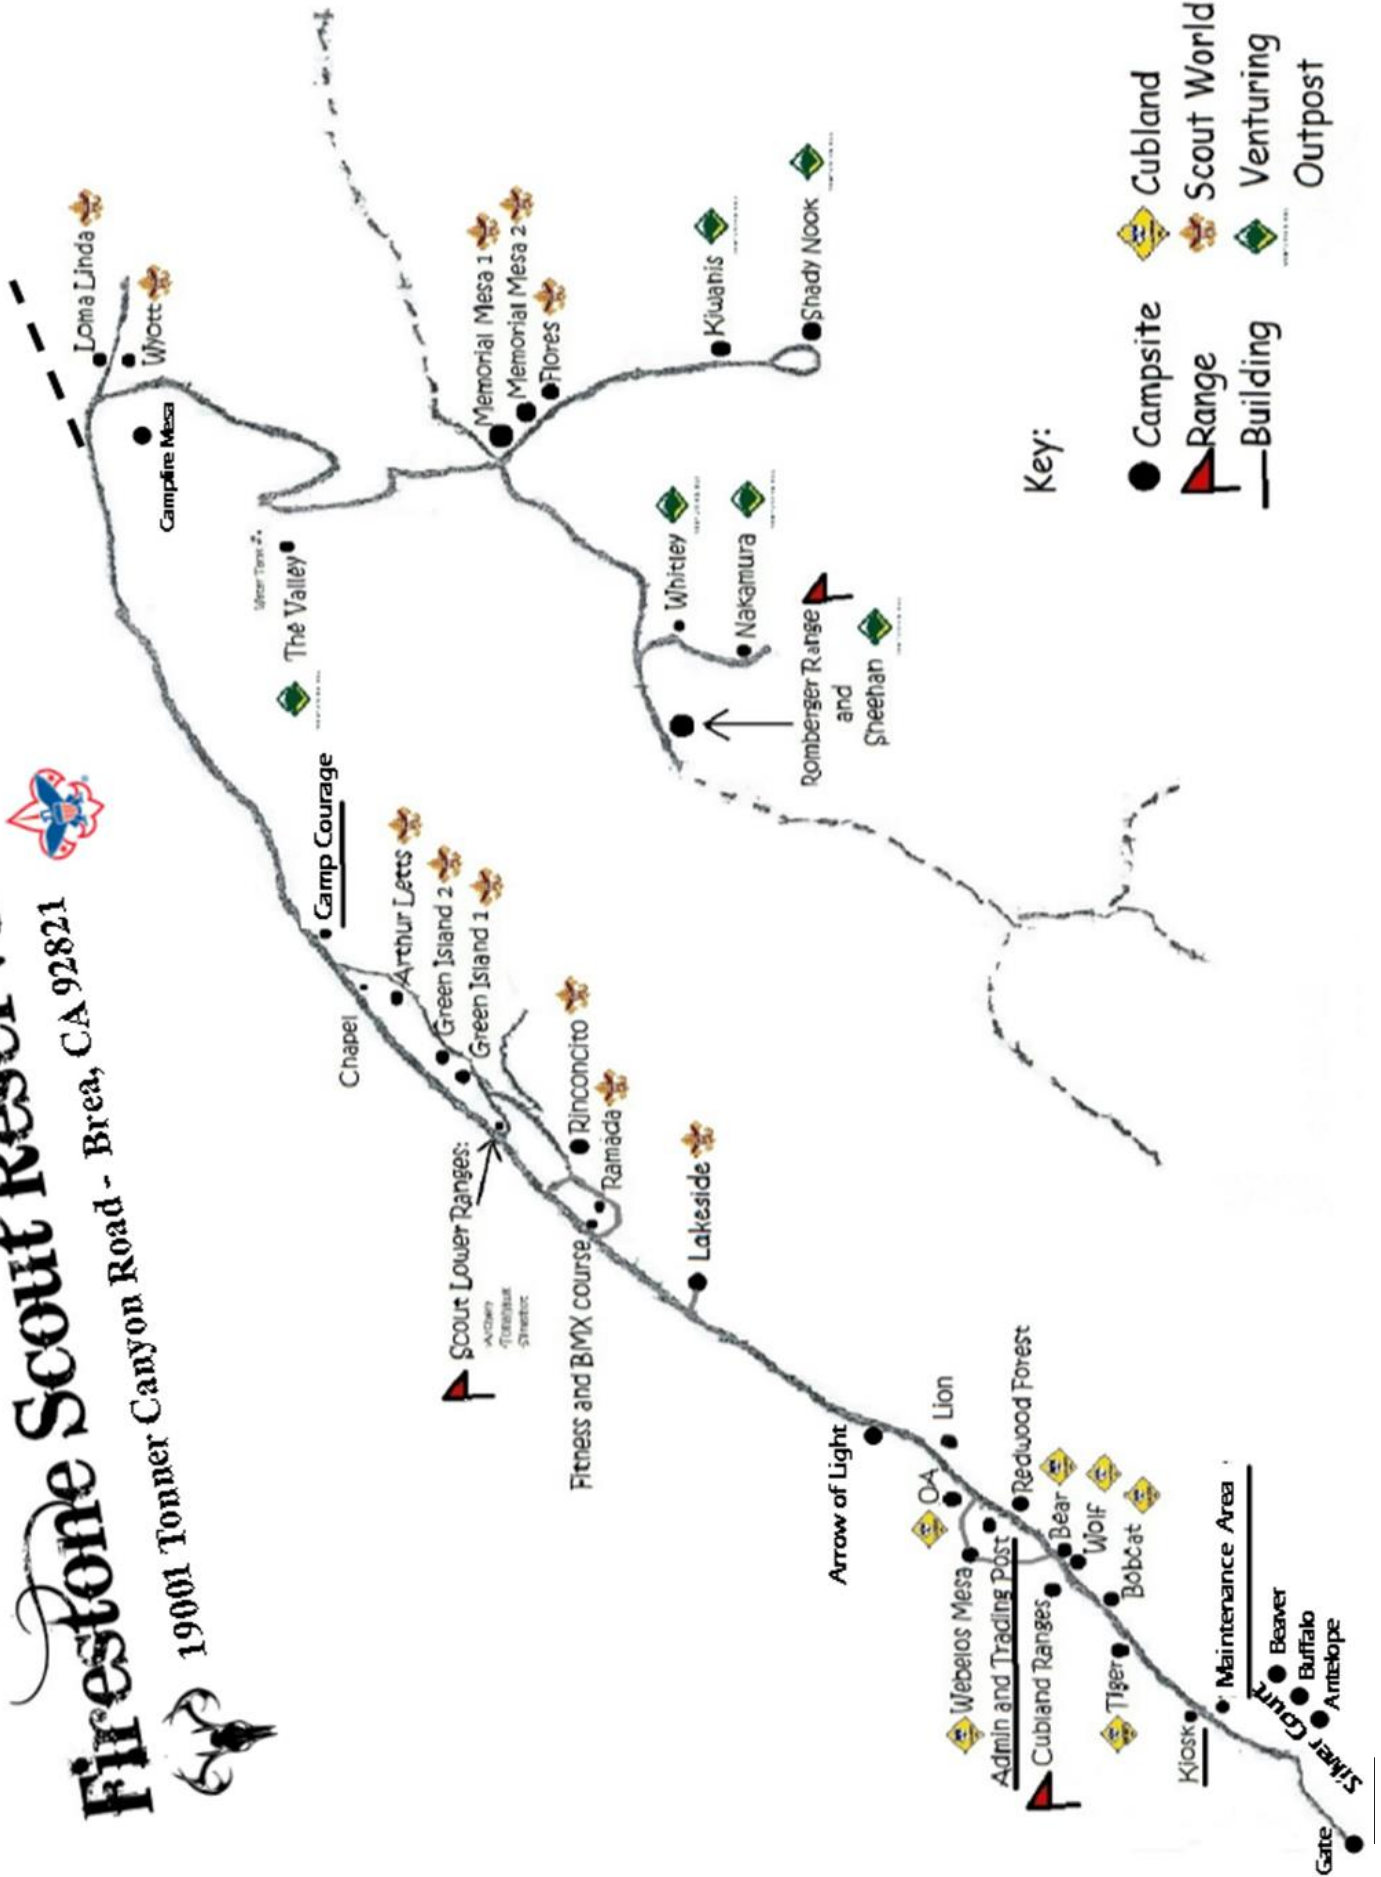 Firestone Scout Reser
19001 Tonner Canyon Road - Brea, CA 92821
Loma Linda
Wyott
Campfire Mesa
The Valley
Memorial Mesa 1
Memorial Mesa 2
Flores
Kiwanis
Shady Nook
Whitley
Nakamura
Romberger Range
and
Sheehan
Camp Courage
Chapel
Arthur Letts
Green Island 2
Green Island 1
Scout Lower Ranges:
Archery
Tomahawk
Rinconcito
Ramada
Fitness and BMX course
Lakeside
Arrow of Light
Lion
OA
Redwood Forest
Webelos Mesa
Admin and Trading Post
Bear
Wolf
Bobcat
Cubland Ranges
Tiger
Kiosk
Maintenance Area
Silver Court
Beaver
Buffalo
Antelope
Gate
Key:
Campsite
Range
Building
Cubland
Scout World
Venturing
Outpost